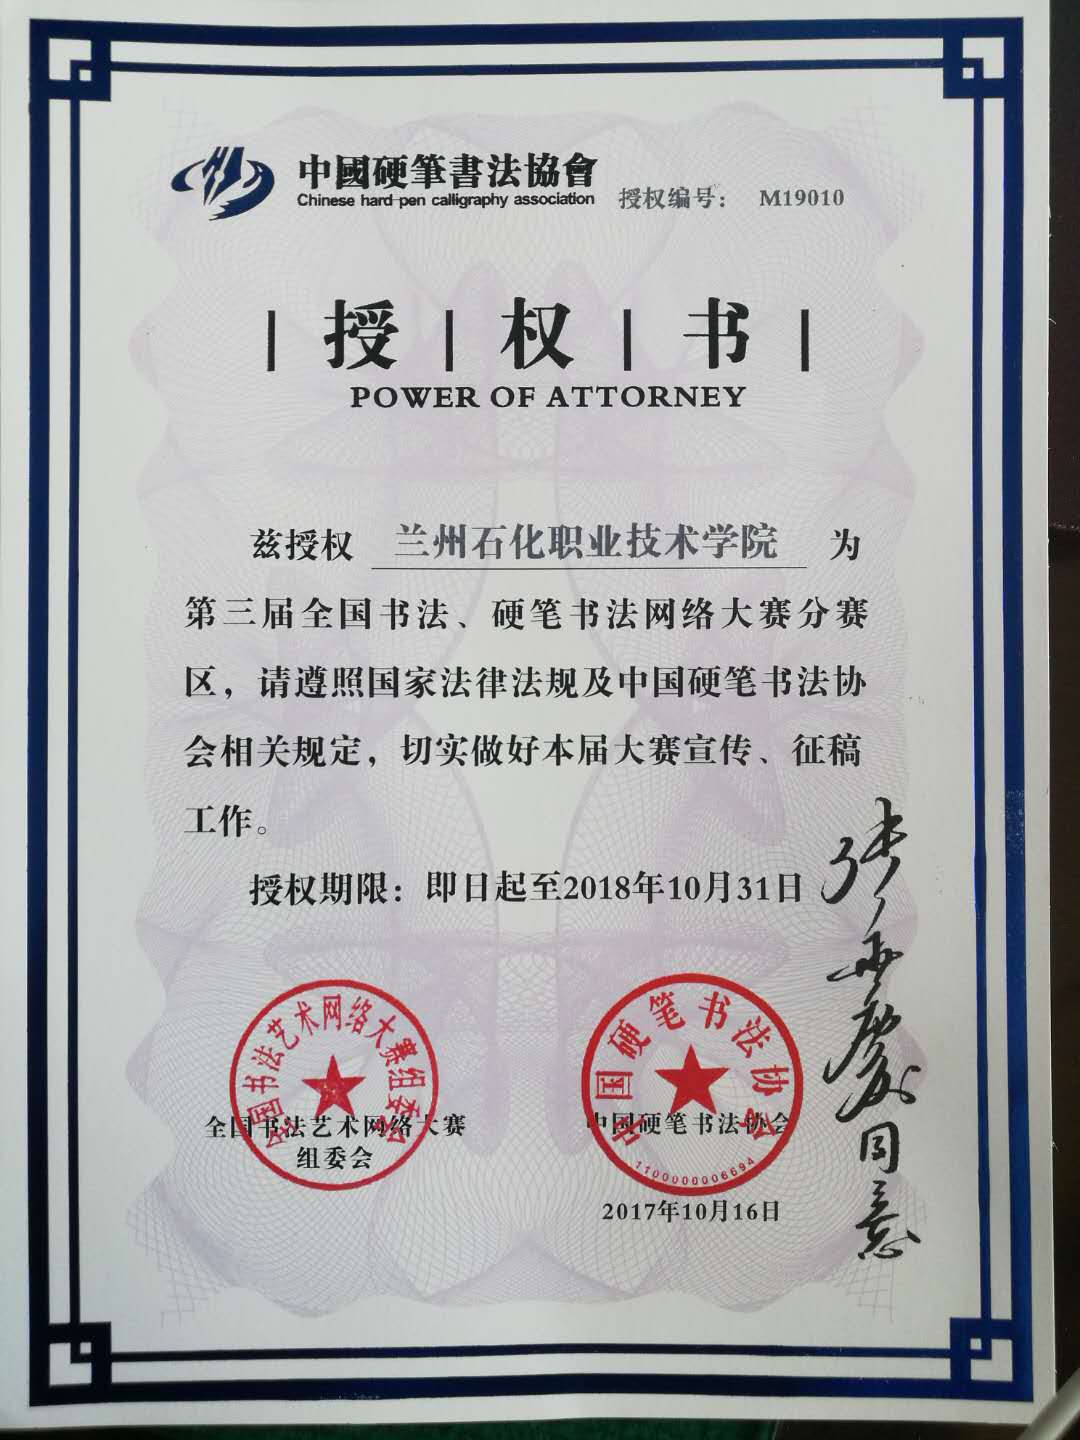 中國硬筆書法協會
Chinese hard-pen calligraphy association
授权编号： M19010
授 | 权 | 书
POWER OF ATTORNEY
兹授权 兰州石化职业技术学院 为
第三届全国书法、硬笔书法网络大赛分赛
区，请遵照国家法律法规及中国硬笔书法协
会相关规定，切实做好本届大赛宣传、征稿
工作。
授权期限：即日起至2018年10月31日
全国书法艺术网络大赛组委会
全国书法艺术网络大赛
组委会
中国硬笔书法协会
1100000006694
中国硬笔书法协会
2017年10月16日
张华庆同意